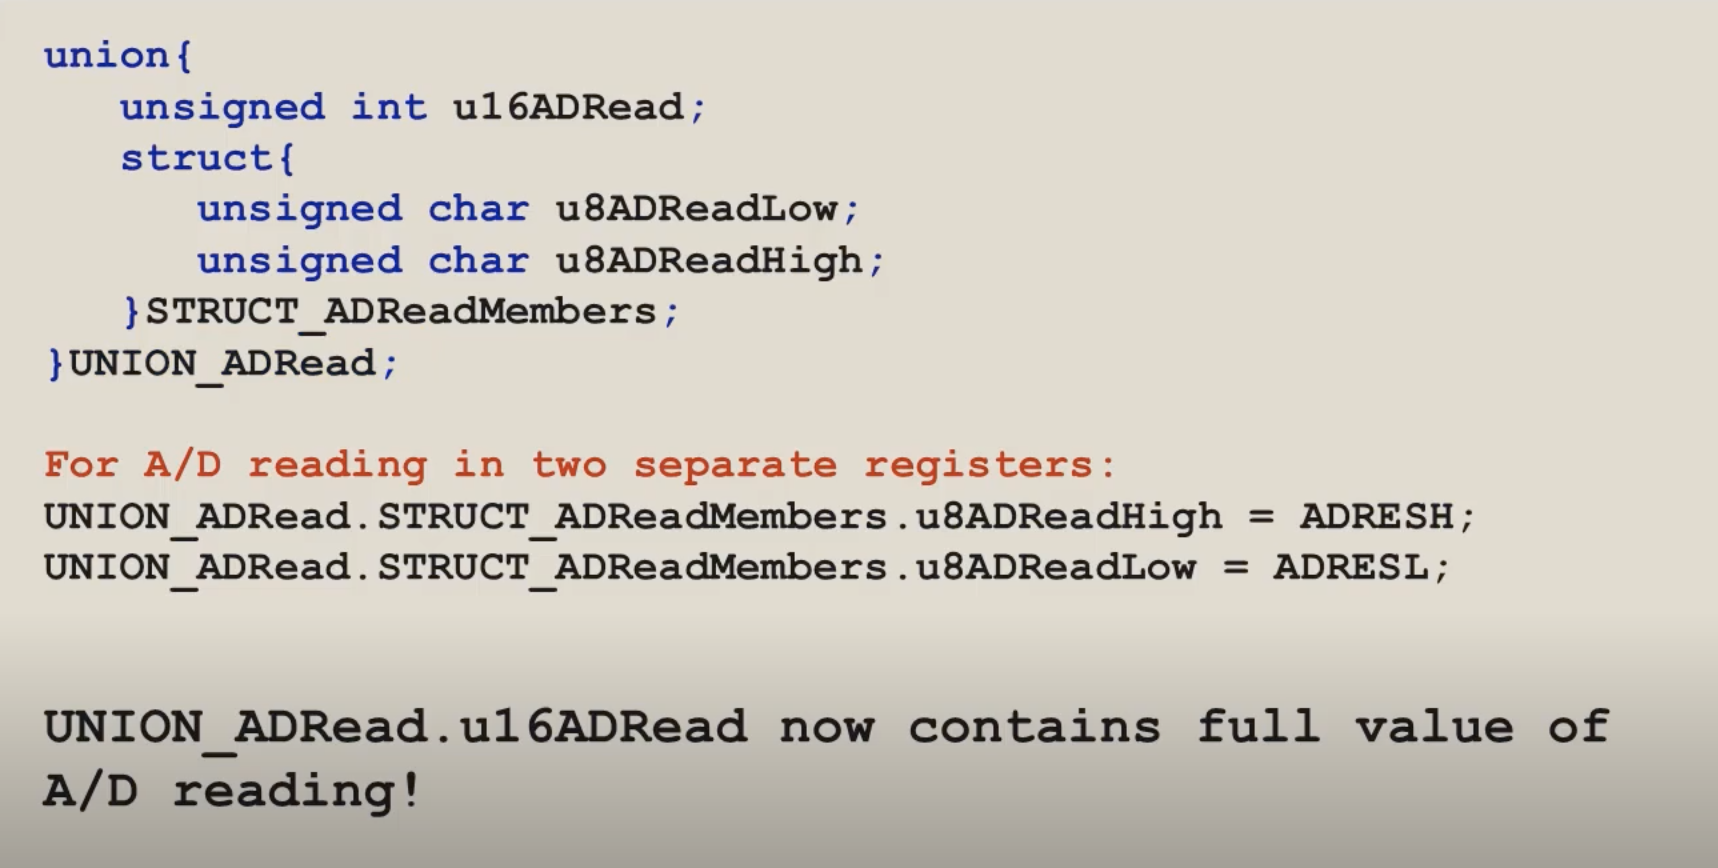 union{
unsigned int u16ADRead;
struct{
unsigned char u8ADReadLow;
unsigned char u8ADReadHigh;
}STRUCT_ADReadMembers;
}UNION_ADRead;
For A/D reading in two separate registers:
UNION_ADRead.STRUCT_ADReadMembers.u8ADReadHigh = ADRESH;
UNION_ADRead.STRUCT_ADReadMembers.u8ADReadLow = ADRESL;
UNION_ADRead.u16ADRead now contains full value of
A/D reading!